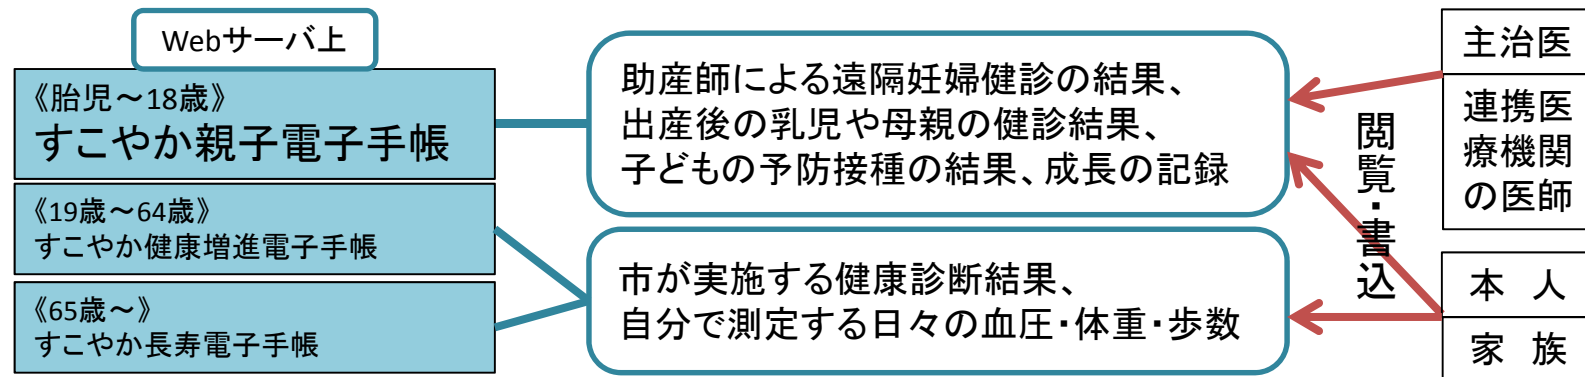 Webサーバ上
《胎児～18歳》
すこやか親子電子手帳
《19歳～64歳》
すこやか健康増進電子手帳
《65歳～》
すこやか長寿電子手帳
助産師による遠隔妊婦健診の結果、
出産後の乳児や母親の健診結果、
子どもの予防接種の結果、成長の記録
市が実施する健康診断結果、
自分で測定する日々の血圧・体重・歩数
閲覧・書込
主治医
連携医
療機関
の医師
本　人
家　族